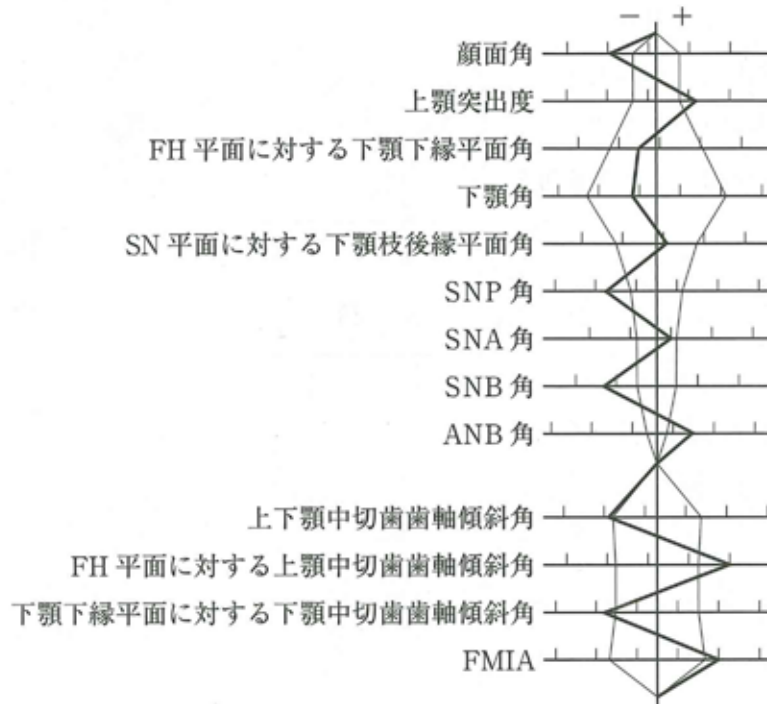 − +
顔面角
上顎突出度
FH 平面に対する下顎下縁平面角
下顎角
SN 平面に対する下顎枝後縁平面角
SNP 角
SNA 角
SNB 角
ANB 角
上下顎中切歯歯軸傾斜角
FH 平面に対する上顎中切歯歯軸傾斜角
下顎下縁平面に対する下顎中切歯歯軸傾斜角
FMIA